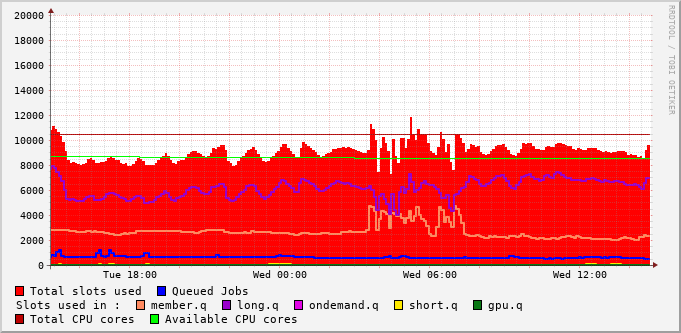 RRDTOOL / TOBI OETIKER
20000
18000
16000
14000
12000
10000
8000
6000
4000
2000
0
Tue 18:00 Wed 00:00 Wed 06:00 Wed 12:00
Total slots used Queued Jobs
Slots used in : member.q long.q ondemand.q short.q gpu.q
Total CPU cores Available CPU cores